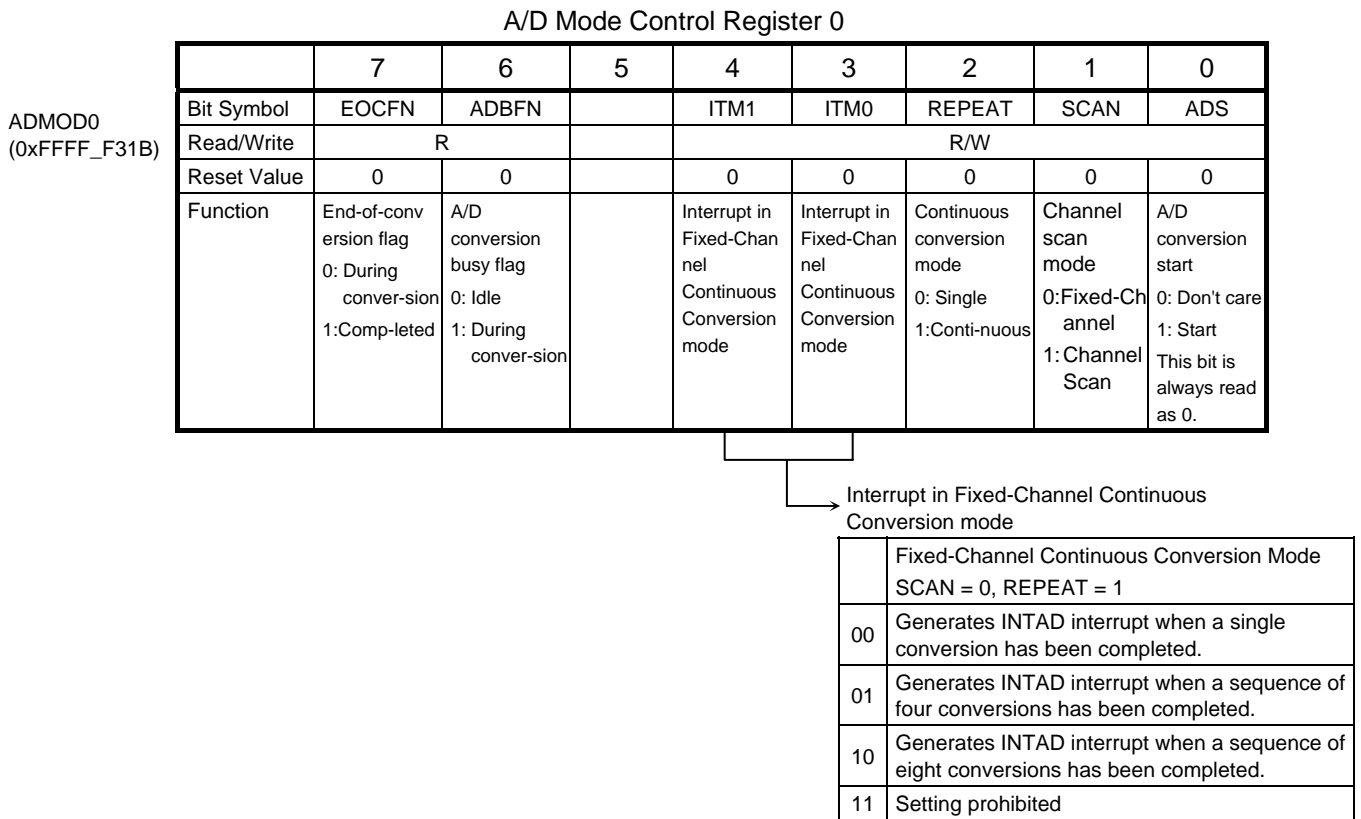 A/D Mode Control Register 0
7 6 5 4 3 2 1 0
ADMOD0
(0xFFFF_F31B)
Bit Symbol EOCFN ADBFN ITM1 ITM0 REPEAT SCAN ADS
Read/Write R R/W
Reset Value 0 0 0 0 0 0 0
Function
End-of-conv
ersion flag
0: During
conver-sion
1:Comp-leted
A/D
conversion
busy flag
0: Idle
1: During
conver-sion
Interrupt in
Fixed-Chan
nel
Continuous
Conversion
mode
Interrupt in
Fixed-Chan
nel
Continuous
Conversion
mode
Continuous
conversion
mode
0: Single
1:Conti-nuous
Channel
scan
mode
0:Fixed-Ch
annel
1: Channel
Scan
A/D
conversion
start
0: Don't care
1: Start
This bit is
always read
as 0.
Interrupt in Fixed-Channel Continuous
Conversion mode
Fixed-Channel Continuous Conversion Mode
SCAN = 0, REPEAT = 1
00 Generates INTAD interrupt when a single
conversion has been completed.
01 Generates INTAD interrupt when a sequence of
four conversions has been completed.
10 Generates INTAD interrupt when a sequence of
eight conversions has been completed.
11 Setting prohibited